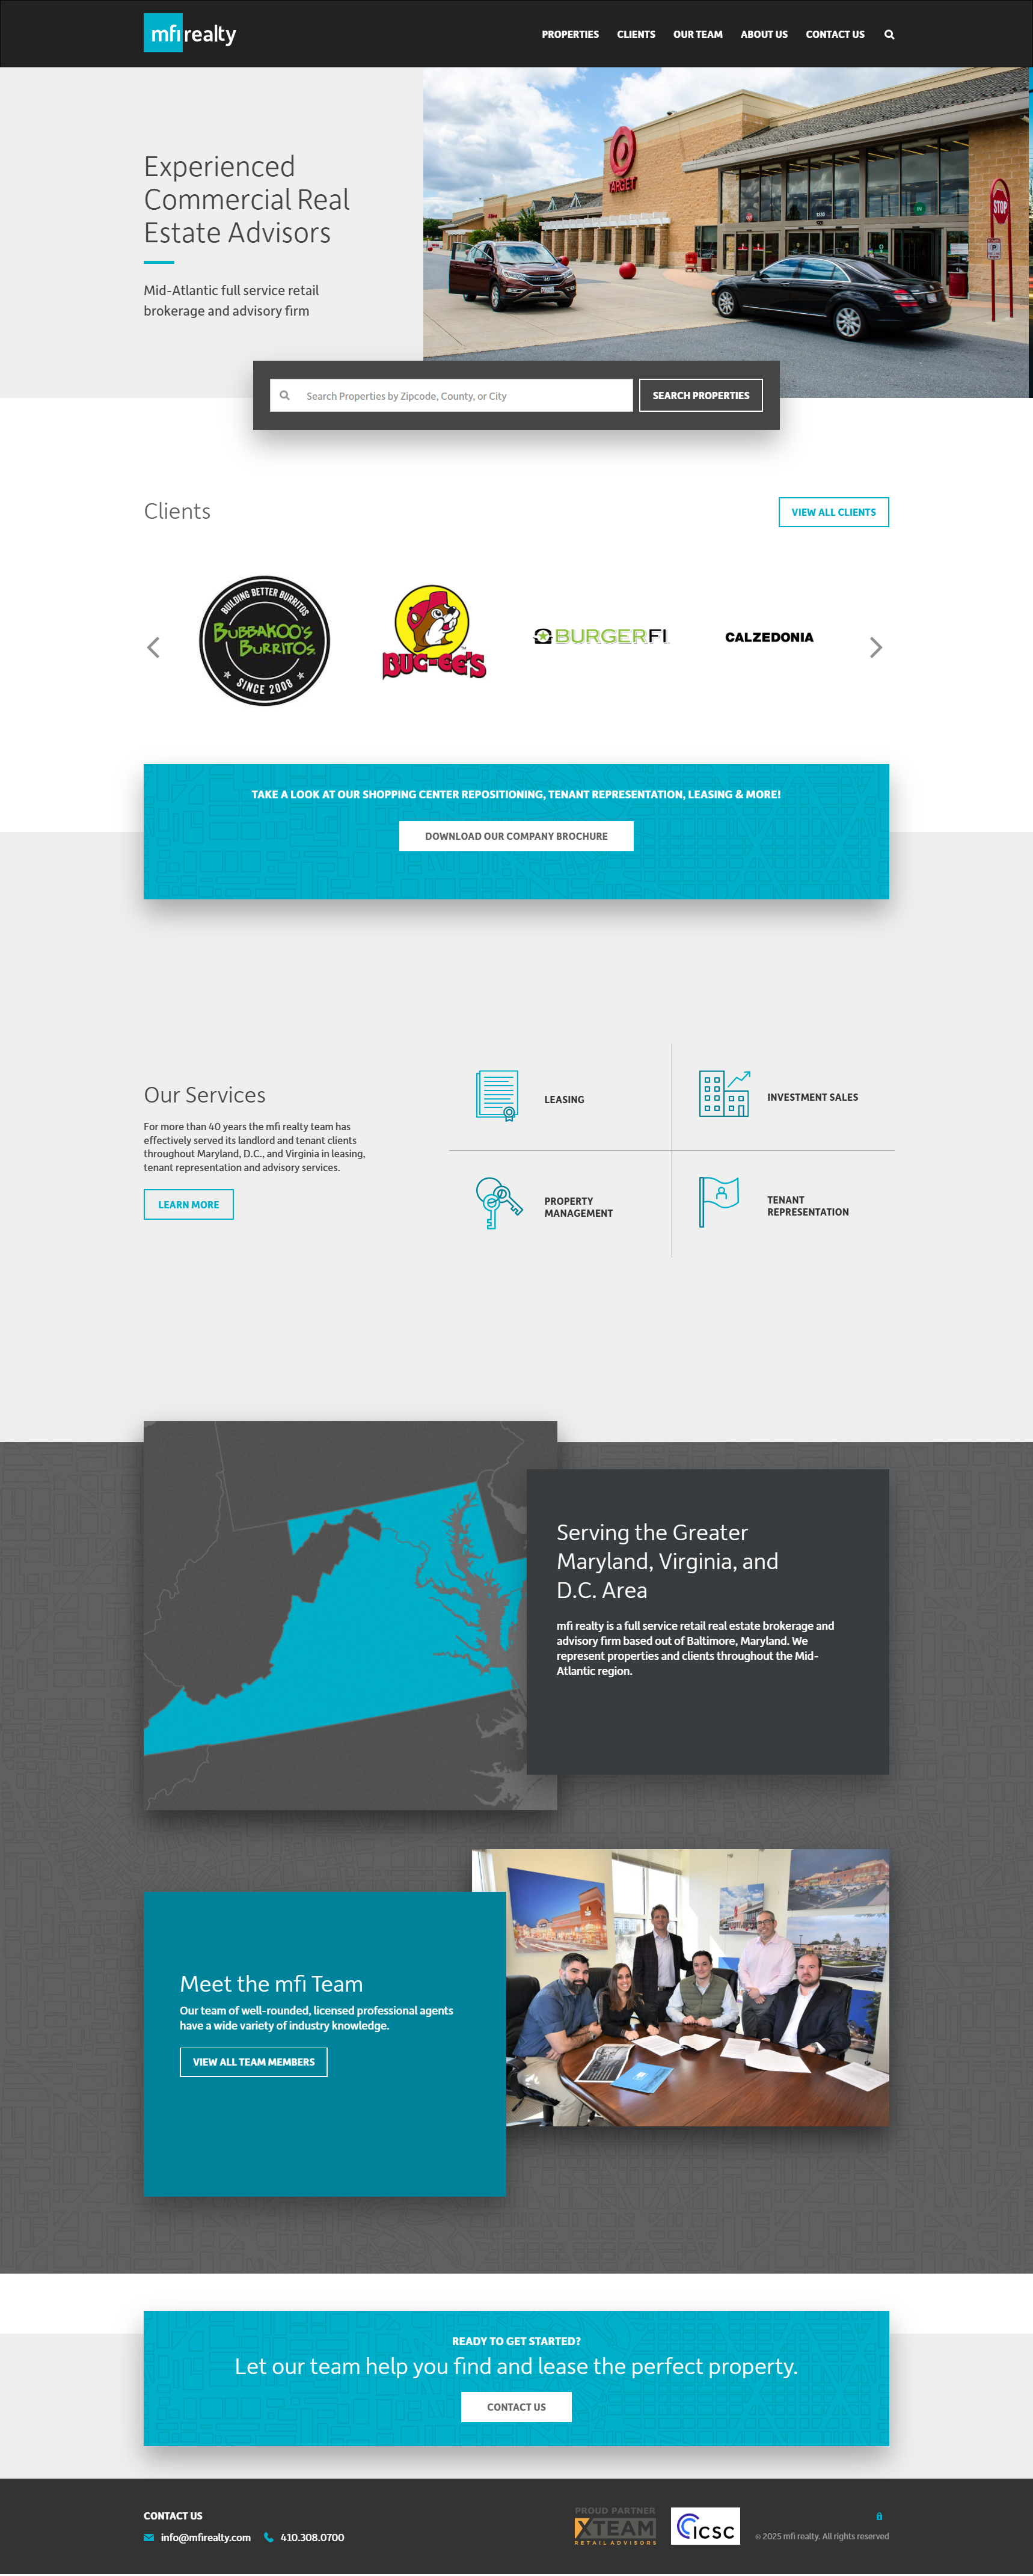 mfi realty
PROPERTIES CLIENTS OUR TEAM ABOUT US CONTACT US
Experienced
Commercial Real
Estate Advisors
Mid-Atlantic full service retail
brokerage and advisory firm
TARGET
1330
STOP
Search Properties by Zipcode, County, or City
SEARCH PROPERTIES
Clients
VIEW ALL CLIENTS
BUILDING BETTER BURRITOS
BUBBAKOO'S
BURRITOS
SINCE 2008
BUC-EE'S
BURGERFI
CALZEDONIA
TAKE A LOOK AT OUR SHOPPING CENTER REPOSITIONING, TENANT REPRESENTATION, LEASING & MORE!
DOWNLOAD OUR COMPANY BROCHURE
Our Services
For more than 40 years the mfi realty team has
effectively served its landlord and tenant clients
throughout Maryland, D.C., and Virginia in leasing,
tenant representation and advisory services.
LEARN MORE
LEASING
INVESTMENT SALES
PROPERTY
MANAGEMENT
TENANT
REPRESENTATION
Serving the Greater
Maryland, Virginia, and
D.C. Area
mfi realty is a full service retail real estate brokerage and
advisory firm based out of Baltimore, Maryland. We
represent properties and clients throughout the Mid-
Atlantic region.
Meet the mfi Team
Our team of well-rounded, licensed professional agents
have a wide variety of industry knowledge.
VIEW ALL TEAM MEMBERS
READY TO GET STARTED?
Let our team help you find and lease the perfect property.
CONTACT US
CONTACT US
info@mfirealty.com 410.308.0700
PROUD PARTNER
XTEAM
RETAIL ADVISORS
ICSC
© 2025 mfi realty. All rights reserved